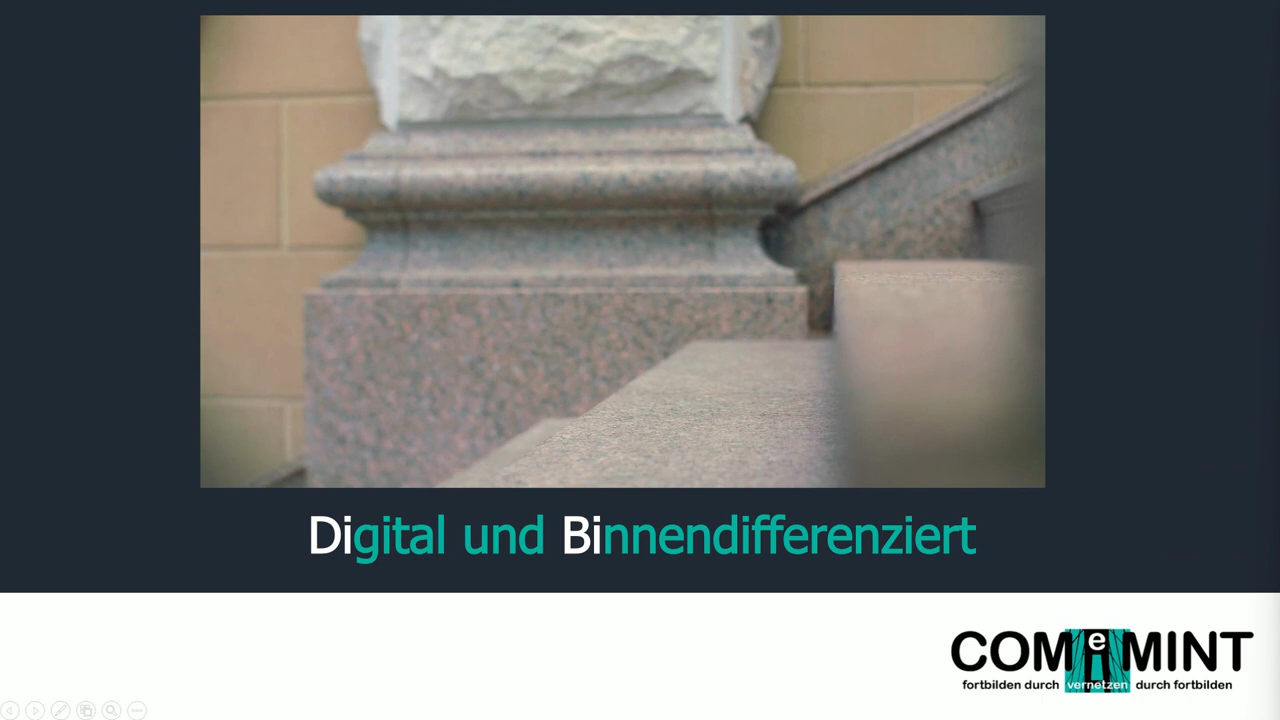 Digital und Binnendifferenziert
COMeMINT
fortbilden durch vernetzen durch fortbilden